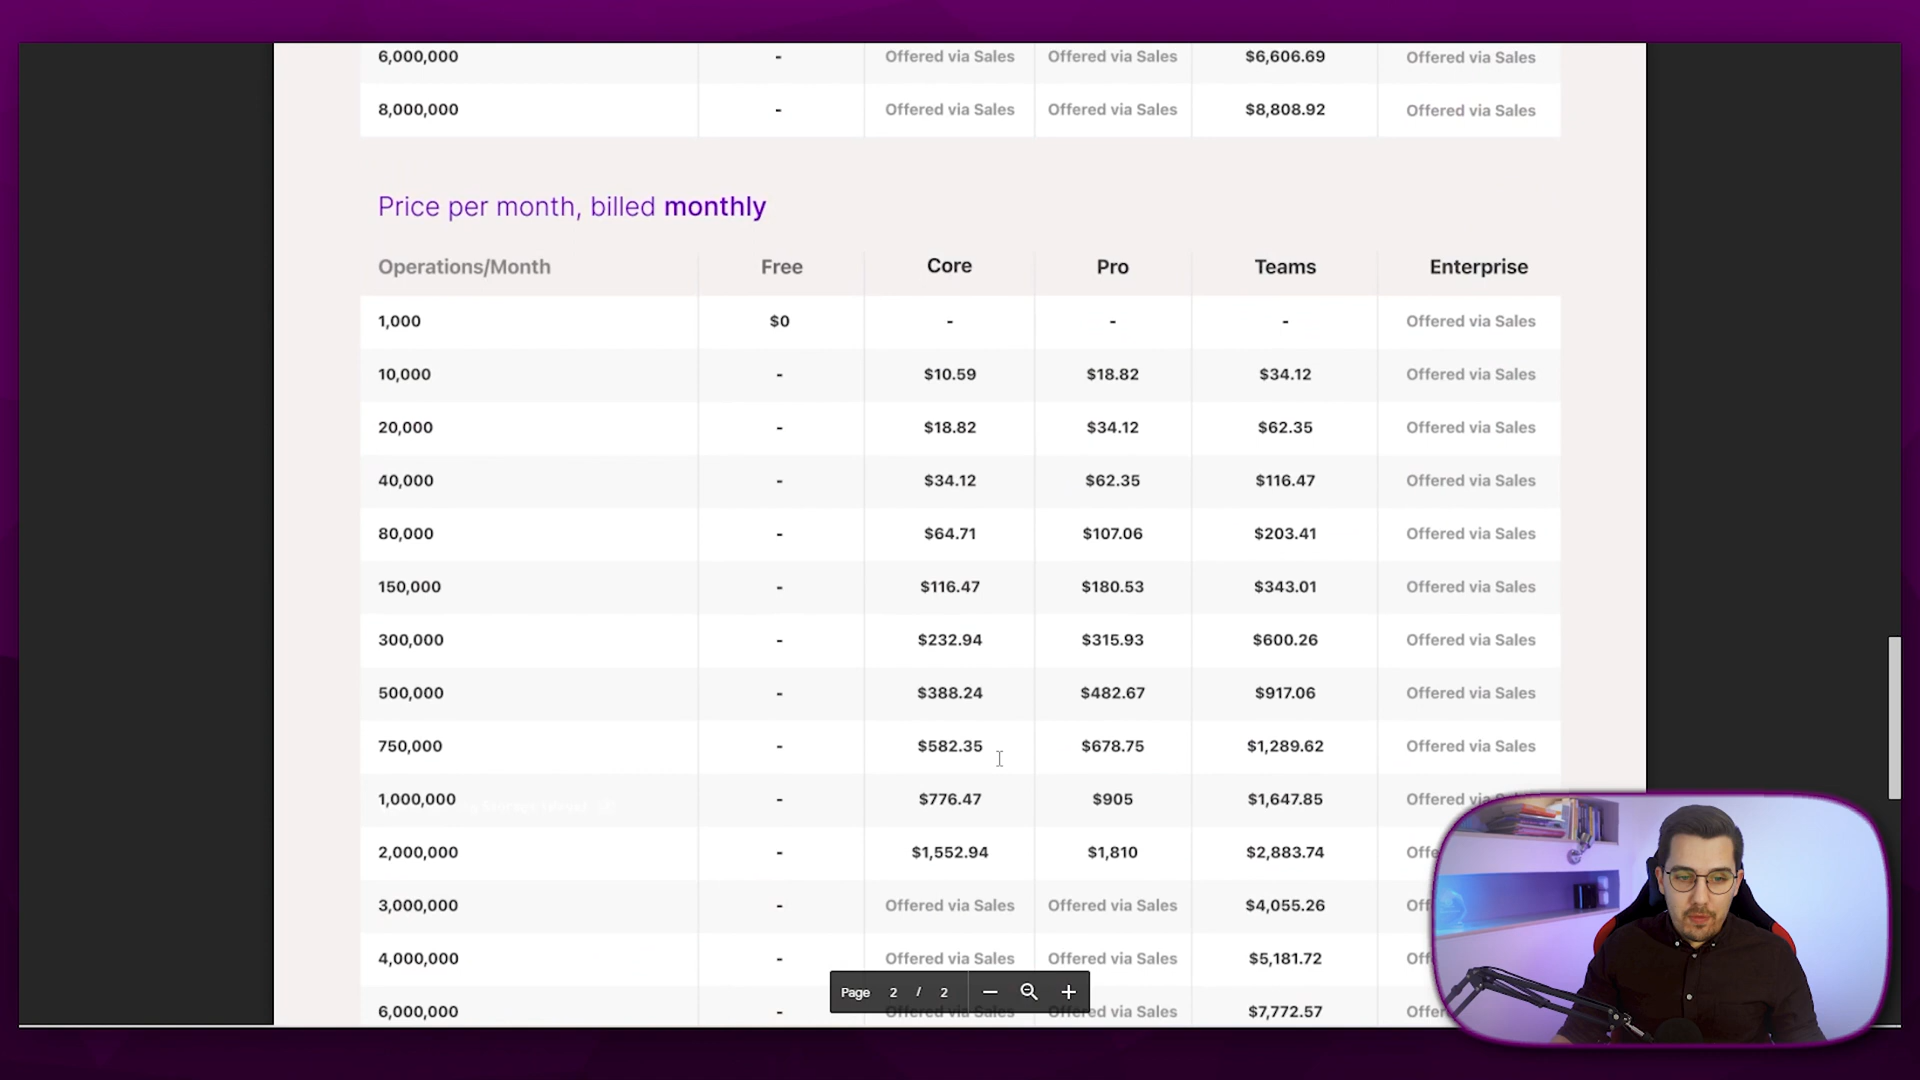 6,000,000 - Offered via Sales Offered via Sales $6,606.69 Offered via Sales
8,000,000 - Offered via Sales Offered via Sales $8,808.92 Offered via Sales
Price per month, billed monthly
Operations/Month Free Core Pro Teams Enterprise
1,000 $0 - - - Offered via Sales
10,000 - $10.59 $18.82 $34.12 Offered via Sales
20,000 - $18.82 $34.12 $62.35 Offered via Sales
40,000 - $34.12 $62.35 $116.47 Offered via Sales
80,000 - $64.71 $107.06 $203.41 Offered via Sales
150,000 - $116.47 $180.53 $343.01 Offered via Sales
300,000 - $232.94 $315.93 $600.26 Offered via Sales
500,000 - $388.24 $482.67 $917.06 Offered via Sales
750,000 - $582.35 $678.75 $1,289.62 Offered via Sales
1,000,000 - $776.47 $905 $1,647.85 Offered
2,000,000 - $1,552.94 $1,810 $2,883.74
3,000,000 - Offered via Sales Offered via Sales $4,055.26
4,000,000 - Offered via Sales Offered via Sales $5,181.72
Page 2 / 2
6,000,000 - Offered via Sales Offered via Sales $7,772.57